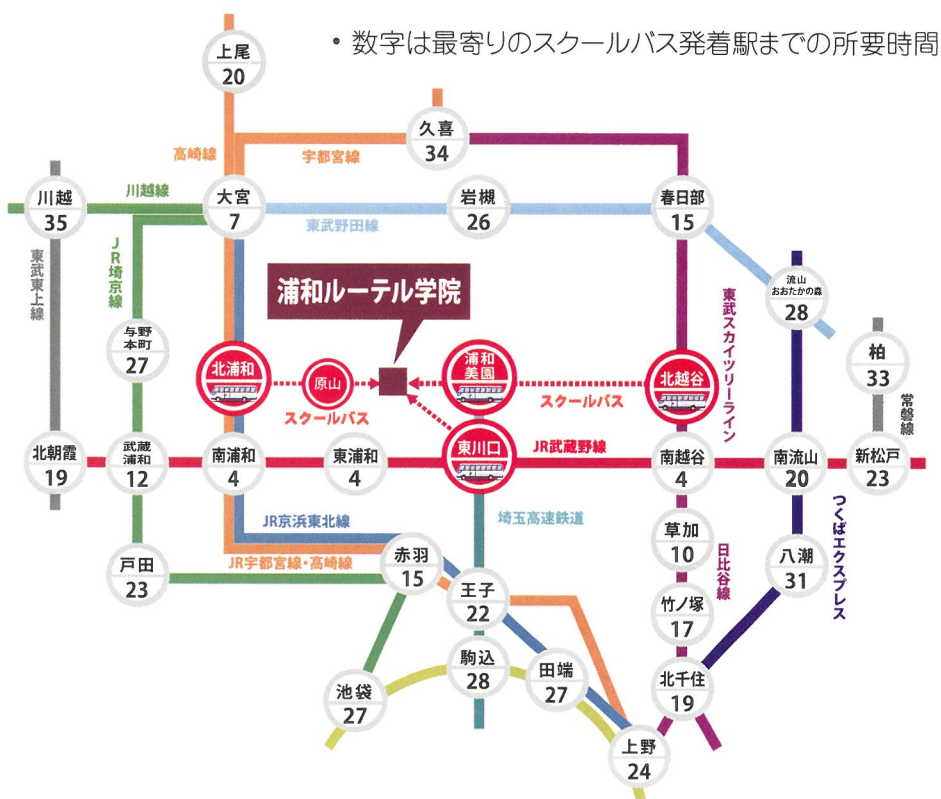 ・数字は最寄りのスクールバス発着駅までの所要時間
上尾
20
久喜
34
高崎線
宇都宮線
川越
35
川越線
大宮
7
岩槻
26
春日部
15
東武野田線
東武東上線
JR埼京線
浦和ルーテル学院
東武スカイツリーライン
流山
おおたかの森
28
与野
本町
27
柏
33
北浦和
原山
浦和
美園
北越谷
スクールバス
スクールバス
常磐線
東川口
JR武蔵野線
北朝霞
19
武蔵
浦和
12
南浦和
4
東浦和
4
南越谷
4
南流山
20
新松戸
23
JR京浜東北線
埼玉高速鉄道
つくばエクスプレス
草加
10
JR宇都宮線・高崎線
赤羽
15
日比谷線
八潮
31
戸田
23
王子
22
竹ノ塚
17
駒込
28
田端
27
北千住
19
池袋
27
上野
24